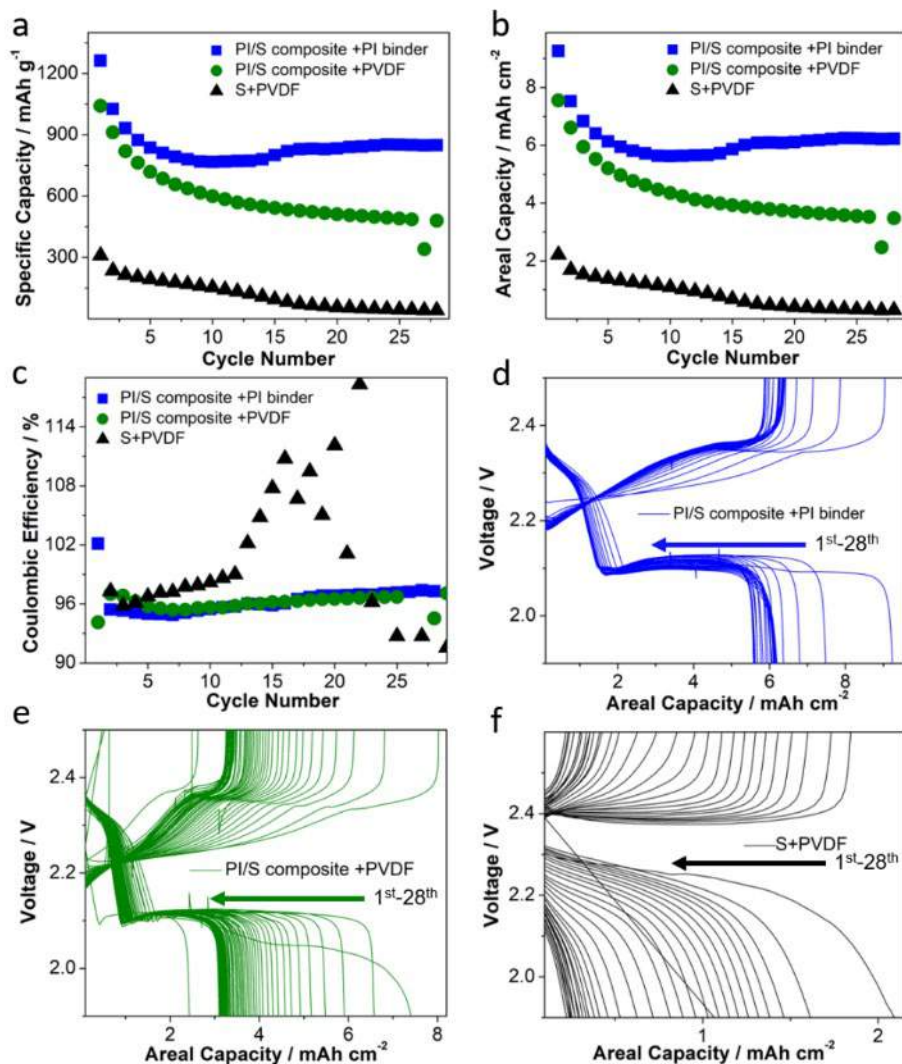 a
Specific Capacity / mAh g⁻¹
1200
900
600
300
PI/S composite +PI binder
PI/S composite +PVDF
S+PVDF
5 10 15 20 25
Cycle Number
b
Areal Capacity / mAh cm⁻²
8
6
4
2
PI/S composite +PI binder
PI/S composite +PVDF
S+PVDF
5 10 15 20 25
Cycle Number
c
Coulombic Efficiency / %
114
108
102
96
90
PI/S composite +PI binder
PI/S composite +PVDF
S+PVDF
5 10 15 20 25
Cycle Number
d
Voltage / V
2.4
2.2
2.0
PI/S composite +PI binder
1ˢᵗ-28ᵗʰ
2 4 6 8
Areal Capacity / mAh cm⁻²
e
Voltage / V
2.4
2.2
2.0
PI/S composite +PVDF
1ˢᵗ-28ᵗʰ
2 4 6 8
Areal Capacity / mAh cm⁻²
f
Voltage / V
2.4
2.2
2.0
S+PVDF
1ˢᵗ-28ᵗʰ
1 2
Areal Capacity / mAh cm⁻²